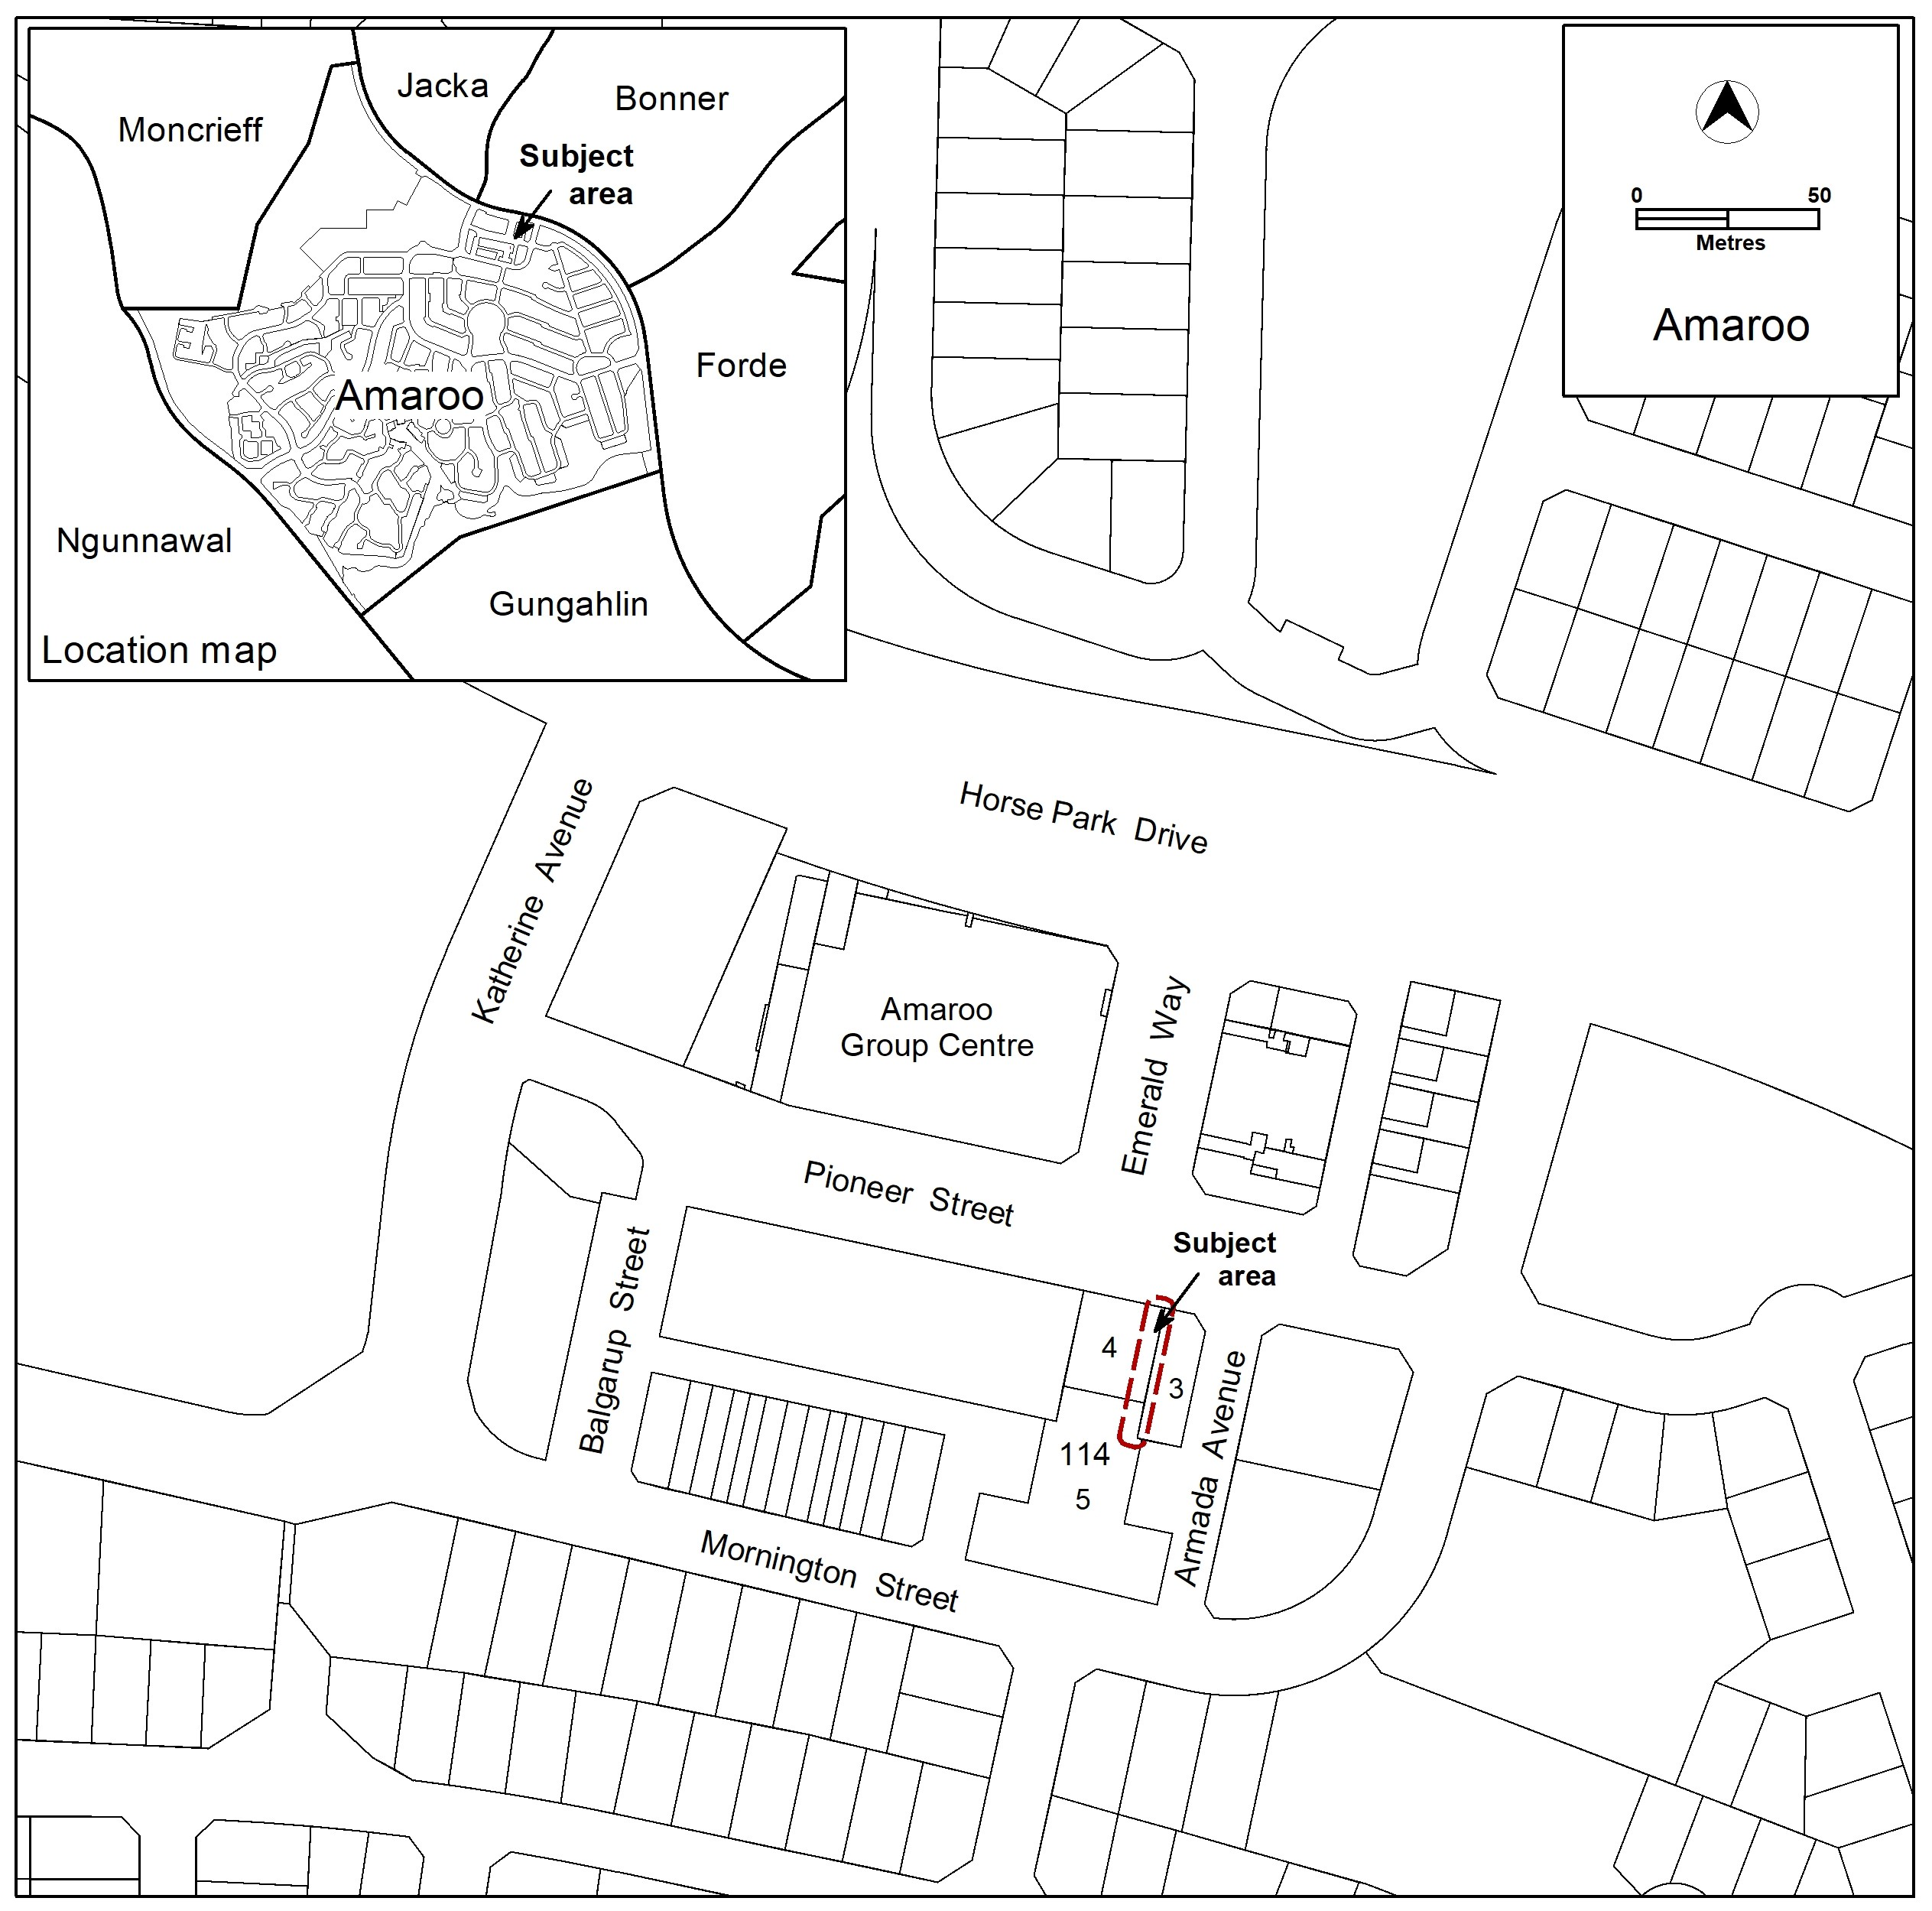 Moncrieff
Jacka
Bonner
Subject
area
Amaroo
Forde
Ngunnawal
Gungahlin
Location map
0 50
Metres
Amaroo
Horse Park Drive
Katherine Avenue
Amaroo
Group Centre
Emerald Way
Pioneer Street
Balgarup Street
Subject
area
4
3
114
5
Armada Avenue
Mornington Street